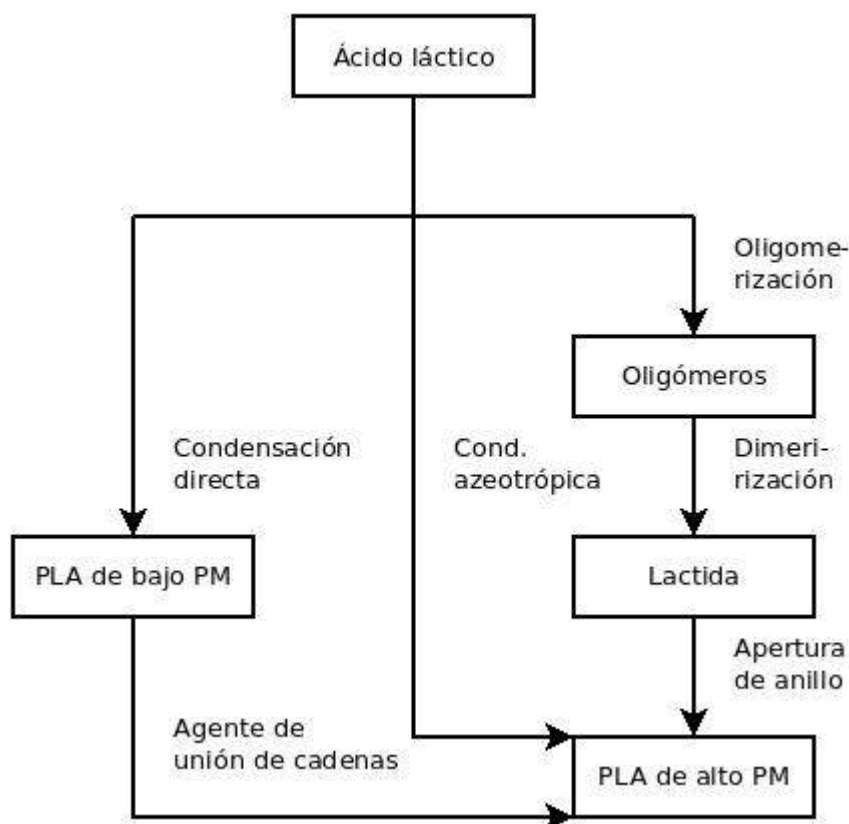 Ácido láctico
Oligome-
rización
Oligómeros
Condensación
directa
Cond.
azeotrópica
Dimeri-
rización
PLA de bajo PM
Lactida
Apertura
de anillo
Agente de
unión de cadenas
PLA de alto PM